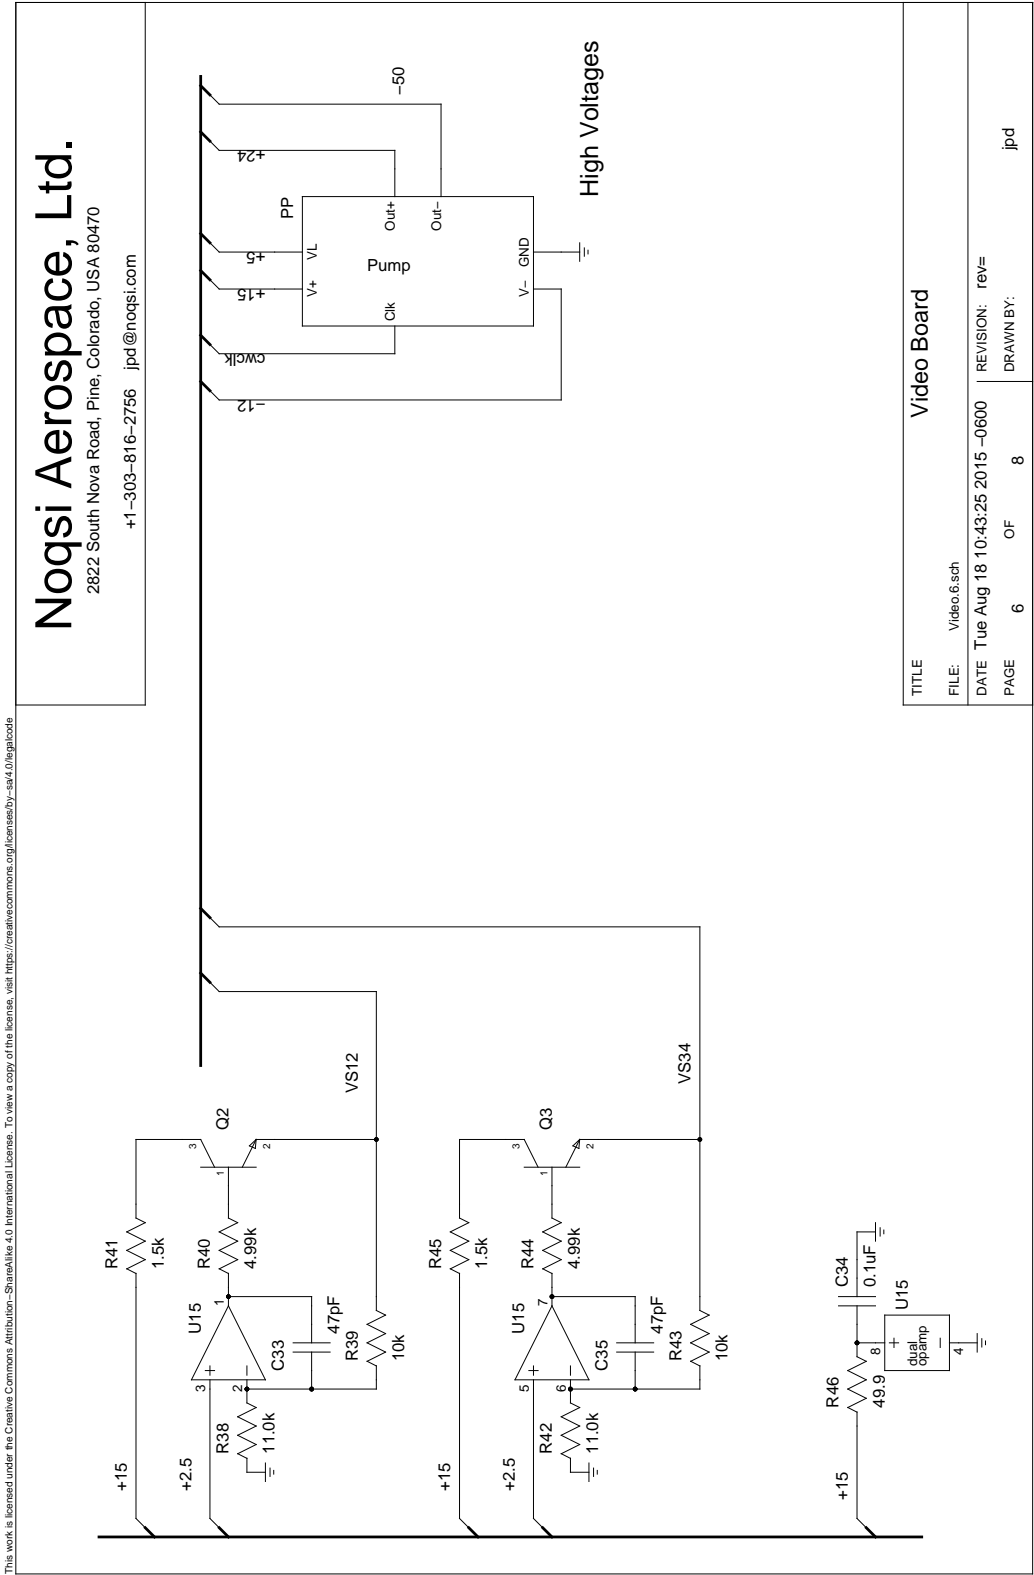 This work is licensed under the Creative Commons Attribution−ShareAlike 4.0 International License. To view a copy of the license, visit https://creativecommons.org/licenses/by−sa/4.0/legalcode
Noqsi Aerospace, Ltd.
2822 South Nova Road, Pine, Colorado, USA 80470
+1−303−816−2756 jpd@noqsi.com
+15
R41
1.5k
+2.5
3
2
+
−
U15
1
R40
4.99k
Q2
3
1
2
R38
11.0k
C33
47pF
R39
10k
VS12
+15
R45
1.5k
+2.5
5
6
+
−
U15
7
R44
4.99k
Q3
3
1
2
R42
11.0k
C35
47pF
R43
10k
VS34
+15
R46
49.9
C34
0.1uF
U15
8
+
dual
opamp
−
4
−12
cwclk
+15
+5
+24
−50
PP
V+
VL
Clk
Pump
Out+
Out−
V−
GND
High Voltages
TITLE
Video Board
FILE: Video.6.sch
DATE Tue Aug 18 10:43:25 2015 −0600
REVISION: rev=
PAGE 6 OF 8
DRAWN BY: jpd